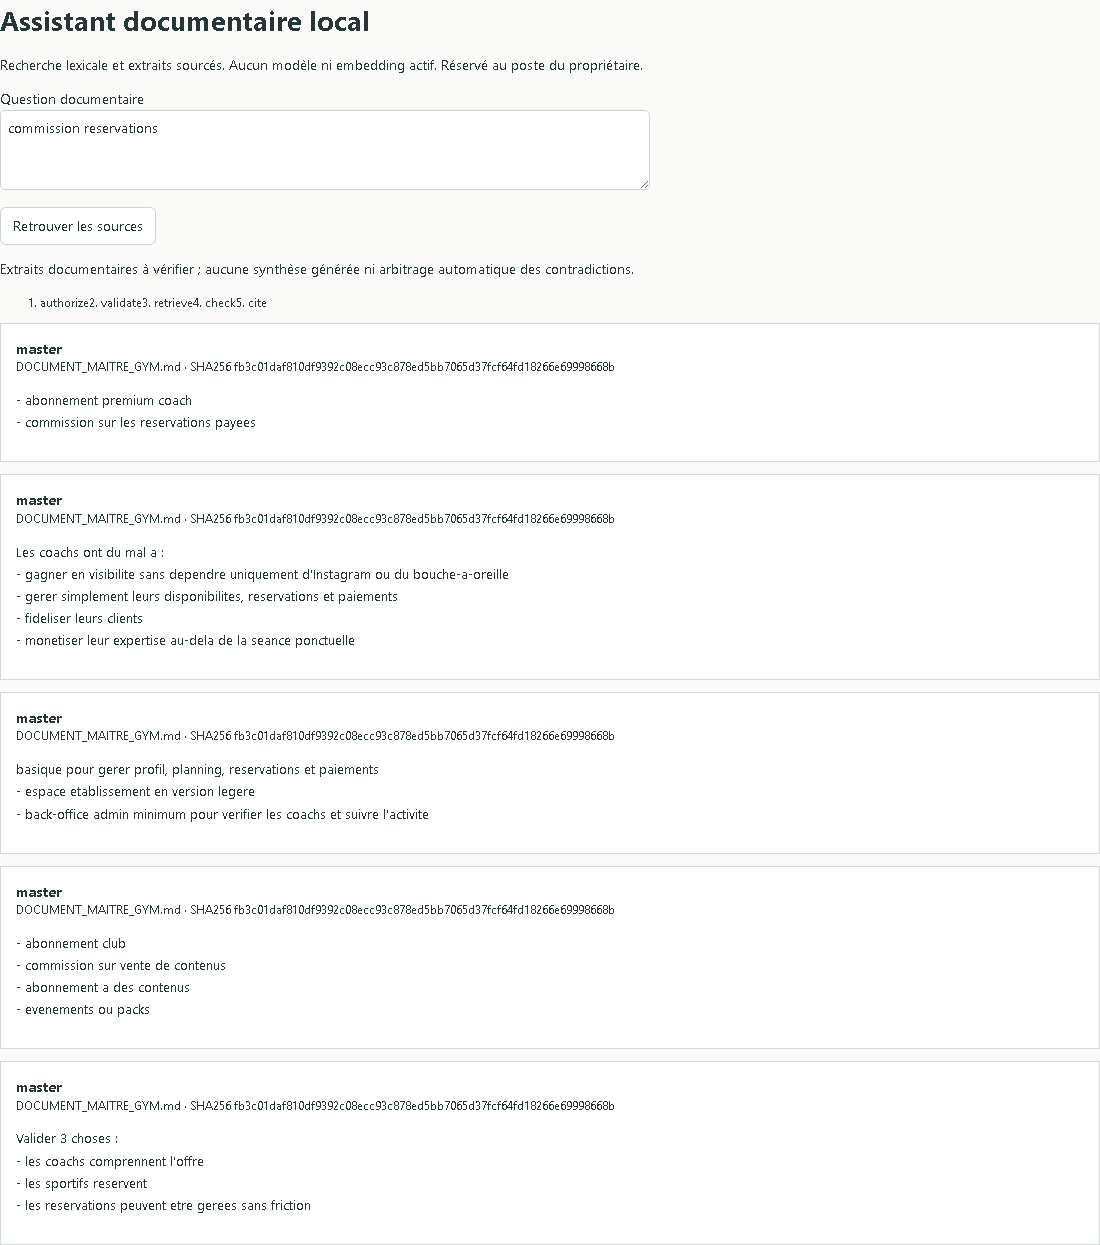 Assistant documentaire local
Recherche lexicale et extraits sourcés. Aucun modèle ni embedding actif. Réservé au poste du propriétaire.
Question documentaire
commission reservations
Retrouver les sources
Extraits documentaires à vérifier ; aucune synthèse générée ni arbitrage automatique des contradictions.
1. authorize2. validate3. retrieve4. check5. cite
master
DOCUMENT_MAITRE_GYM.md · SHA256 fb3c01daf810df9392c08ecc93c878ed5bb7065d37fcf64fd18266e69998668b
- abonnement premium coach
- commission sur les reservations payees
master
DOCUMENT_MAITRE_GYM.md · SHA256 fb3c01daf810df9392c08ecc93c878ed5bb7065d37fcf64fd18266e69998668b
Les coachs ont du mal a :
- gagner en visibilite sans dependre uniquement d'Instagram ou du bouche-a-oreille
- gerer simplement leurs disponibilites, reservations et paiements
- fideliser leurs clients
- monetiser leur expertise au-dela de la seance ponctuelle
master
DOCUMENT_MAITRE_GYM.md · SHA256 fb3c01daf810df9392c08ecc93c878ed5bb7065d37fcf64fd18266e69998668b
basique pour gerer profil, planning, reservations et paiements
- espace etablissement en version legere
- back-office admin minimum pour verifier les coachs et suivre l'activite
master
DOCUMENT_MAITRE_GYM.md · SHA256 fb3c01daf810df9392c08ecc93c878ed5bb7065d37fcf64fd18266e69998668b
- abonnement club
- commission sur vente de contenus
- abonnement a des contenus
- evenements ou packs
master
DOCUMENT_MAITRE_GYM.md · SHA256 fb3c01daf810df9392c08ecc93c878ed5bb7065d37fcf64fd18266e69998668b
Valider 3 choses :
- les coachs comprennent l'offre
- les sportifs reservent
- les reservations peuvent etre gerees sans friction